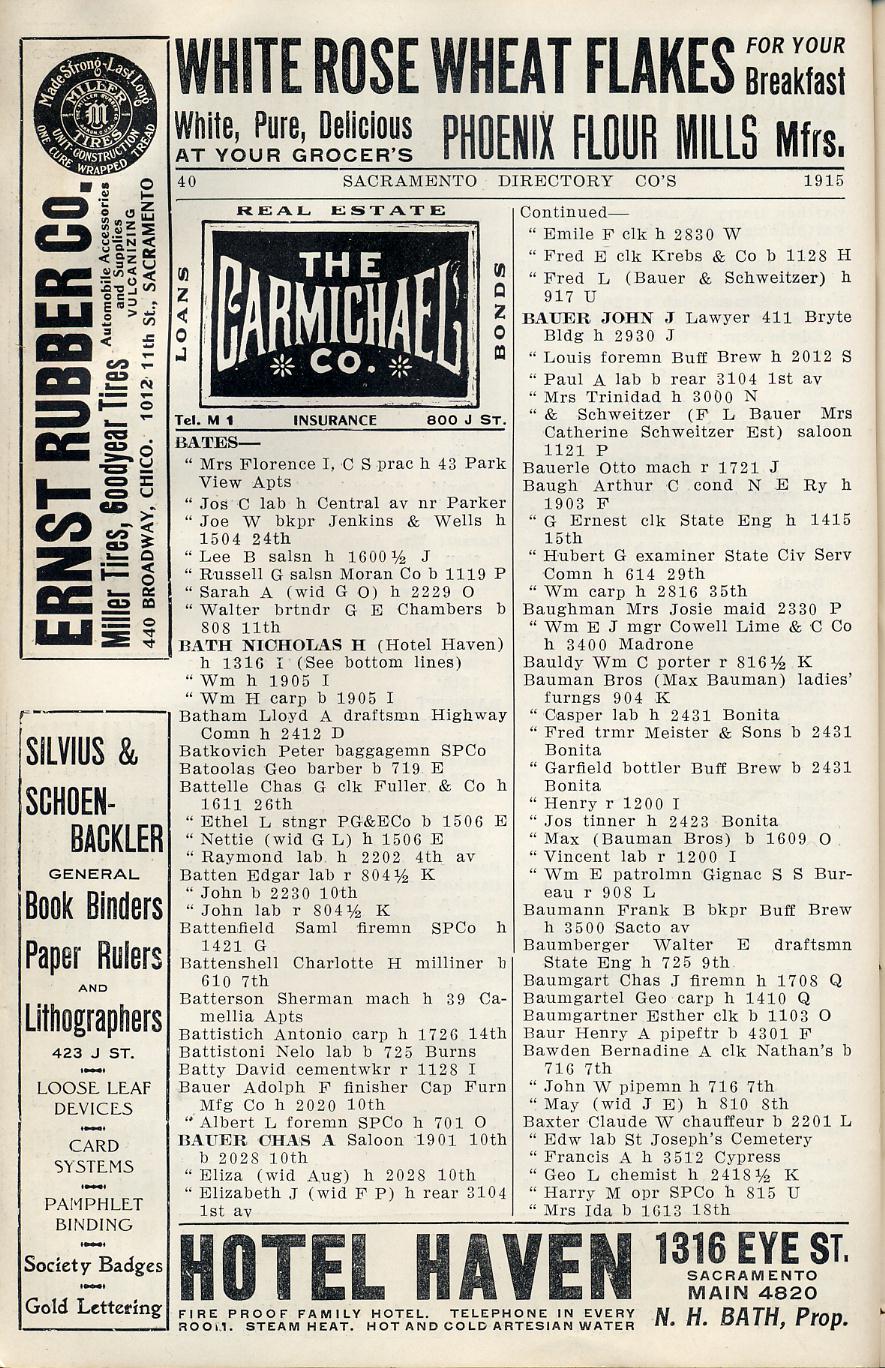 WHITE ROSE WHEAT FLAKES FOR YOUR Breakfast
White, Pure, Delicious
AT YOUR GROCER'S
PHOENIX FLOUR MILLS Mfrs.
Made Strong-Last Long
MILLER
M
TIRES
UNIT-CONSTRUCTION
ONE CURE WRAPPED TREAD
ERNST RUBBER CO.
Automobile Accessories
and Supplies
VULCANIZING
Miller Tires, Goodyear Tires
440 BROADWAY, CHICO. 1012 11th St., SACRAMENTO
SILVIUS &
SCHOEN-
BACKLER
GENERAL
Book Binders
Paper Rulers
AND
Lithographers
423 J ST.
LOOSE LEAF
DEVICES
CARD
SYSTEMS
PAMPHLET
BINDING
Society Badges
Gold Lettering
40 SACRAMENTO DIRECTORY CO'S 1915
REAL ESTATE
LOANS
THE
CARMICHAEL
CO.
BONDS
Tel. M 1 INSURANCE 800 J ST.
BATES—
" Mrs Florence I, C S prac h 43 Park
View Apts
" Jos C lab h Central av nr Parker
" Joe W bkpr Jenkins & Wells h
1504 24th
" Lee B salsn h 1600½ J
" Russell G salsn Moran Co b 1119 P
" Sarah A (wid G O) h 2229 O
" Walter brtndr G E Chambers b
808 11th
BATH NICHOLAS H (Hotel Haven)
h 1316 I (See bottom lines)
" Wm h 1905 I
" Wm H carp b 1905 I
Batham Lloyd A draftsmn Highway
Comn h 2412 D
Batkovich Peter baggagemn SPCo
Batoolas Geo barber b 719 E
Battelle Chas G clk Fuller & Co h
1611 26th
" Ethel L stngr PG&ECo b 1506 E
" Nettie (wid G L) h 1506 E
" Raymond lab h 2202 4th av
Batten Edgar lab r 804½ K
" John b 2230 10th
" John lab r 804½ K
Battenfield Saml firemn SPCo h
1421 G
Battenshell Charlotte H milliner b
610 7th
Batterson Sherman mach h 39 Ca-
mellia Apts
Battistich Antonio carp h 1726 14th
Battistoni Nelo lab b 725 Burns
Batty David cementwkr r 1128 I
Bauer Adolph F finisher Cap Furn
Mfg Co h 2020 10th
" Albert L foremn SPCo h 701 O
BAUER CHAS A Saloon 1901 10th
b 2028 10th
" Eliza (wid Aug) h 2028 10th
" Elizabeth J (wid F P) h rear 3104
1st av
Continued—
" Emile F clk h 2830 W
" Fred E clk Krebs & Co b 1128 H
" Fred L (Bauer & Schweitzer) h
917 U
BAUER JOHN J Lawyer 411 Bryte
Bldg h 2930 J
" Louis foremn Buff Brew h 2012 S
" Paul A lab b rear 3104 1st av
" Mrs Trinidad h 3000 N
" & Schweitzer (F L Bauer Mrs
Catherine Schweitzer Est) saloon
1121 P
Bauerle Otto mach r 1721 J
Baugh Arthur C cond N E Ry h
1903 F
" G Ernest clk State Eng h 1415
15th
" Hubert G examiner State Civ Serv
Comn h 614 29th
" Wm carp h 2816 35th
Baughman Mrs Josie maid 2330 P
" Wm E J mgr Cowell Lime & C Co
h 3400 Madrone
Bauldy Wm C porter r 816½ K
Bauman Bros (Max Bauman) ladies'
furngs 904 K
" Casper lab h 2431 Bonita
" Fred trmr Meister & Sons b 2431
Bonita
" Garfield bottler Buff Brew b 2431
Bonita
" Henry r 1200 I
" Jos tinner h 2423 Bonita
" Max (Bauman Bros) b 1609 O
" Vincent lab r 1200 I
" Wm E patrolmn Gignac S S Bur-
eau r 908 L
Baumann Frank B bkpr Buff Brew
h 3500 Sacto av
Baumberger Walter E draftsmn
State Eng h 725 9th
Baumgart Chas J firemn h 1708 Q
Baumgartel Geo carp h 1410 Q
Baumgartner Esther clk b 1103 O
Baur Henry A pipeftr b 4301 F
Bawden Bernadine A clk Nathan's b
716 7th
" John W pipemn h 716 7th
" May (wid J E) h 810 8th
Baxter Claude W chauffeur b 2201 L
" Edw lab St Joseph's Cemetery
" Francis A h 3512 Cypress
" Geo L chemist h 2418½ K
" Harry M opr SPCo h 815 U
" Mrs Ida b 1613 18th
HOTEL HAVEN
FIRE PROOF FAMILY HOTEL. TELEPHONE IN EVERY
ROOM. STEAM HEAT. HOT AND COLD ARTESIAN WATER
1316 EYE ST.
SACRAMENTO
MAIN 4820
N. H. BATH, Prop.